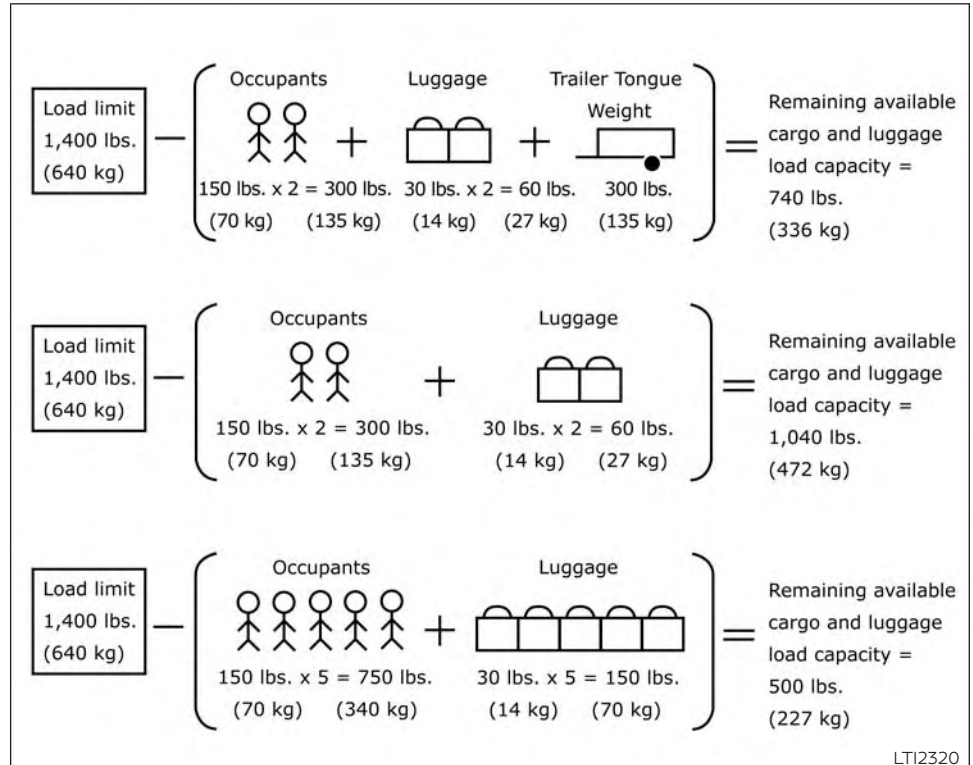 Load limit
1,400 lbs.
(640 kg)
Occupants
150 lbs. x 2 = 300 lbs.
(70 kg) (135 kg)
Luggage
30 lbs. x 2 = 60 lbs.
(14 kg) (27 kg)
Trailer Tongue
Weight
300 lbs.
(135 kg)
Remaining available
cargo and luggage
load capacity =
740 lbs.
(336 kg)
Load limit
1,400 lbs.
(640 kg)
Occupants
150 lbs. x 2 = 300 lbs.
(70 kg) (135 kg)
Luggage
30 lbs. x 2 = 60 lbs.
(14 kg) (27 kg)
Remaining available
cargo and luggage
load capacity =
1,040 lbs.
(472 kg)
Load limit
1,400 lbs.
(640 kg)
Occupants
150 lbs. x 5 = 750 lbs.
(70 kg) (340 kg)
Luggage
30 lbs. x 5 = 150 lbs.
(14 kg) (70 kg)
Remaining available
cargo and luggage
load capacity =
500 lbs.
(227 kg)
LTI2320